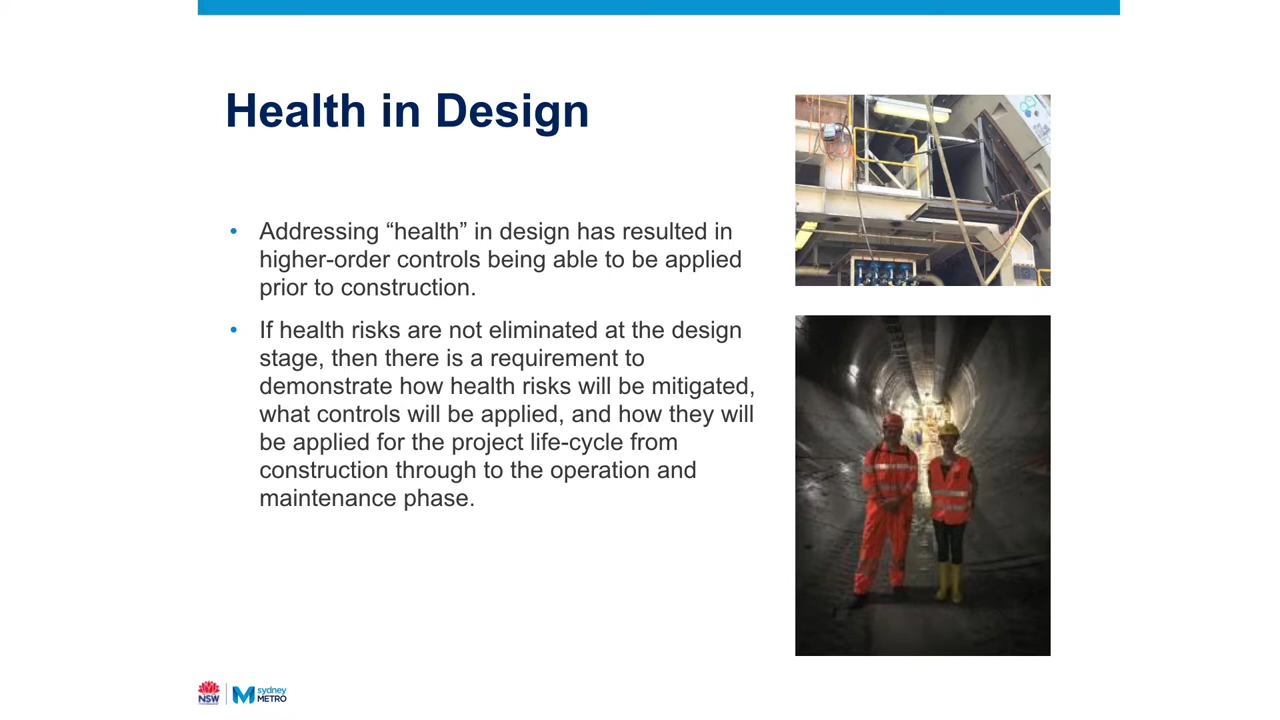 Health in Design
• Addressing “health” in design has resulted in
higher-order controls being able to be applied
prior to construction.
• If health risks are not eliminated at the design
stage, then there is a requirement to
demonstrate how health risks will be mitigated,
what controls will be applied, and how they will
be applied for the project life-cycle from
construction through to the operation and
maintenance phase.
NSW
sydney
METRO